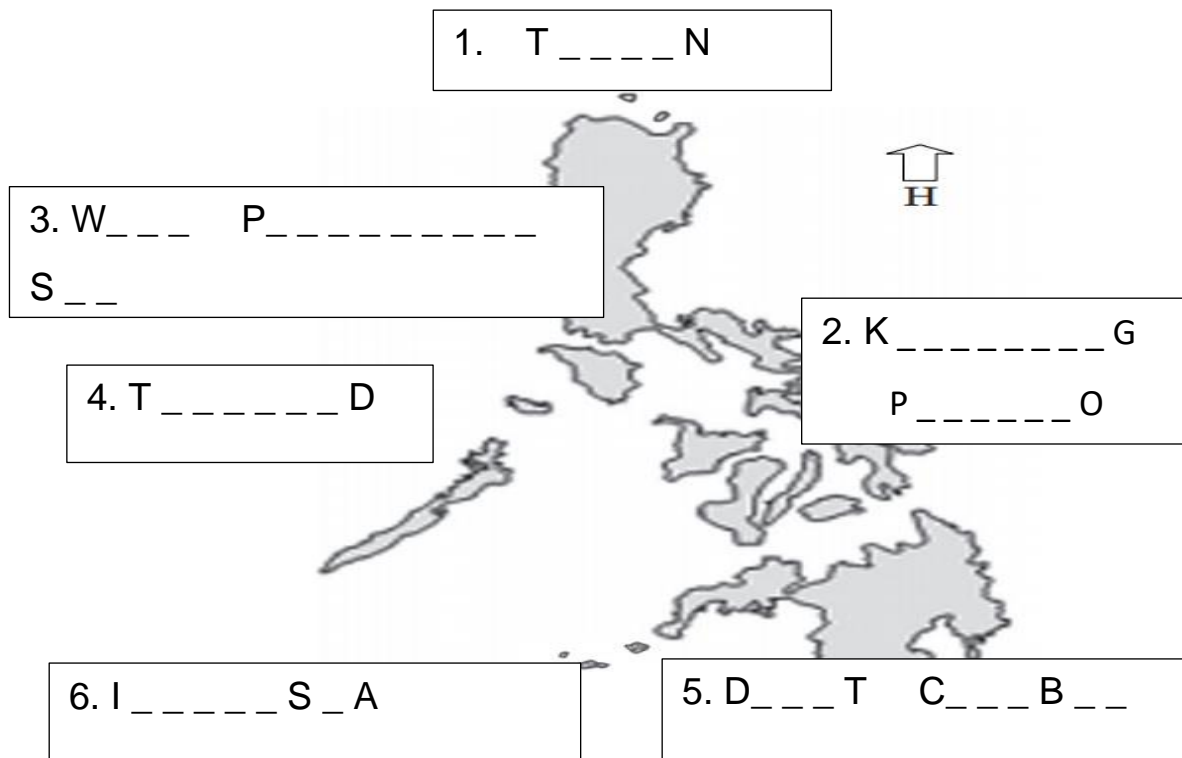 1. T _ _ _ _ N
H
3. W_ _ _ P_ _ _ _ _ _ _ _ _
S _ _
2. K _ _ _ _ _ _ _ _ G
P _ _ _ _ _ _ O
4. T _ _ _ _ _ _ D
6. I _ _ _ _ _ S _ A
5. D_ _ _ T C_ _ _ B _ _